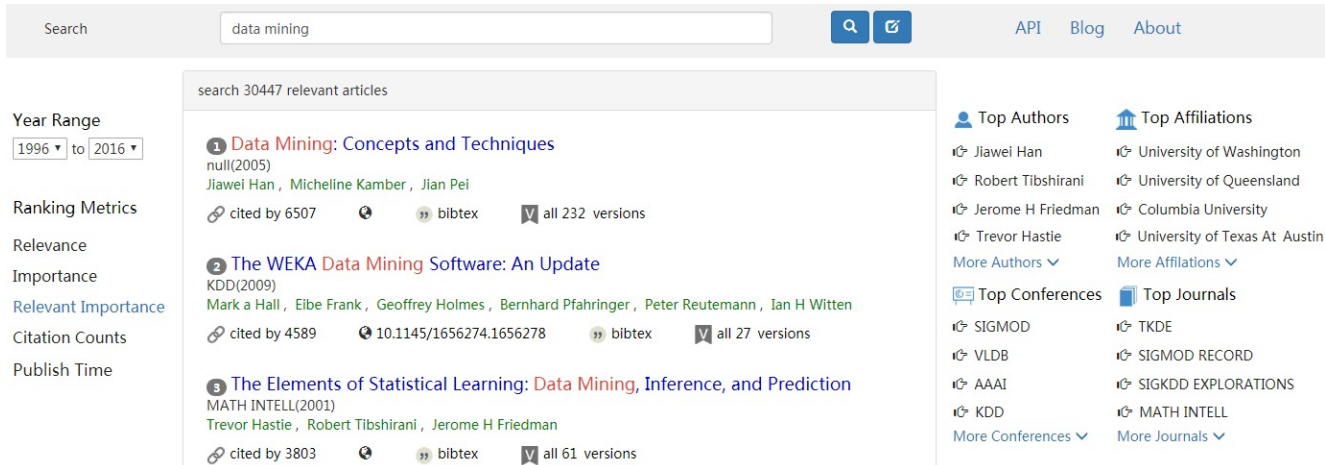 Search
data mining
API Blog About
search 30447 relevant articles
Year Range
1996 to 2016
Ranking Metrics
Relevance
Importance
Relevant Importance
Citation Counts
Publish Time
1 Data Mining: Concepts and Techniques
null(2005)
Jiawei Han , Micheline Kamber , Jian Pei
cited by 6507 bibtex V all 232 versions
2 The WEKA Data Mining Software: An Update
KDD(2009)
Mark a Hall , Eibe Frank , Geoffrey Holmes , Bernhard Pfahringer , Peter Reutemann , Ian H Witten
cited by 4589 10.1145/1656274.1656278 bibtex V all 27 versions
3 The Elements of Statistical Learning: Data Mining, Inference, and Prediction
MATH INTELL(2001)
Trevor Hastie , Robert Tibshirani , Jerome H Friedman
cited by 3803 bibtex V all 61 versions
Top Authors
Jiawei Han
Robert Tibshirani
Jerome H Friedman
Trevor Hastie
More Authors
Top Affiliations
University of Washington
University of Queensland
Columbia University
University of Texas At Austin
More Affilations
Top Conferences
SIGMOD
VLDB
AAAI
KDD
More Conferences
Top Journals
TKDE
SIGMOD RECORD
SIGKDD EXPLORATIONS
MATH INTELL
More Journals